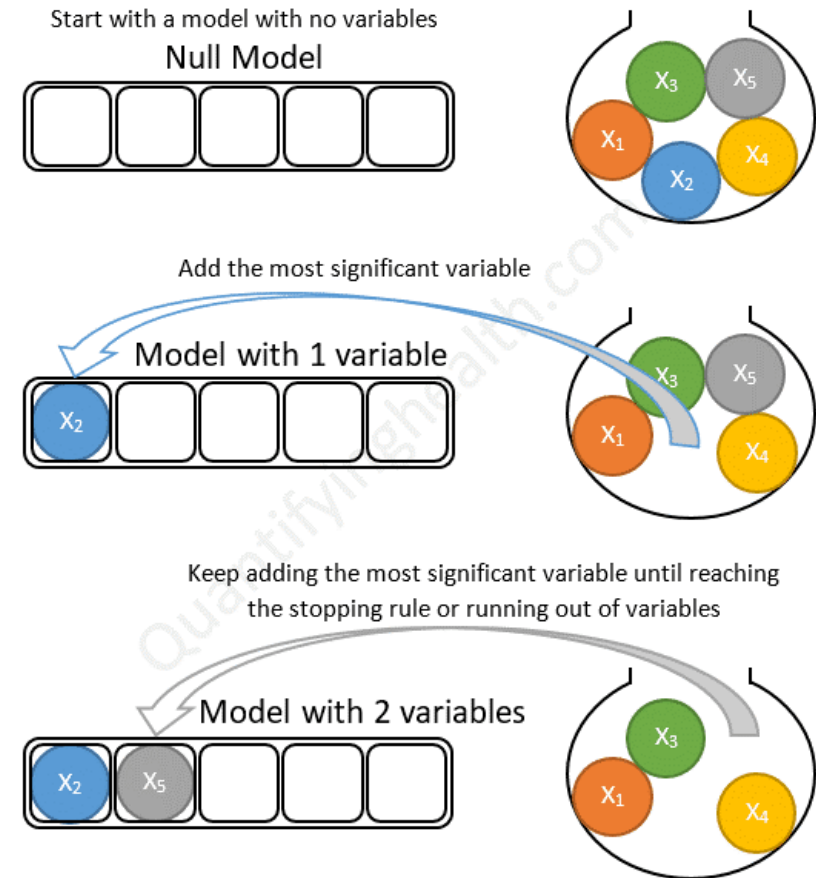 Start with a model with no variables
Null Model
X₃
X₅
X₁
X₄
X₂
Add the most significant variable
Model with 1 variable
X₂
X₃
X₅
X₁
X₄
Keep adding the most significant variable until reaching
the stopping rule or running out of variables
Model with 2 variables
X₂
X₅
X₃
X₁
X₄
Quantifyinghealth.com